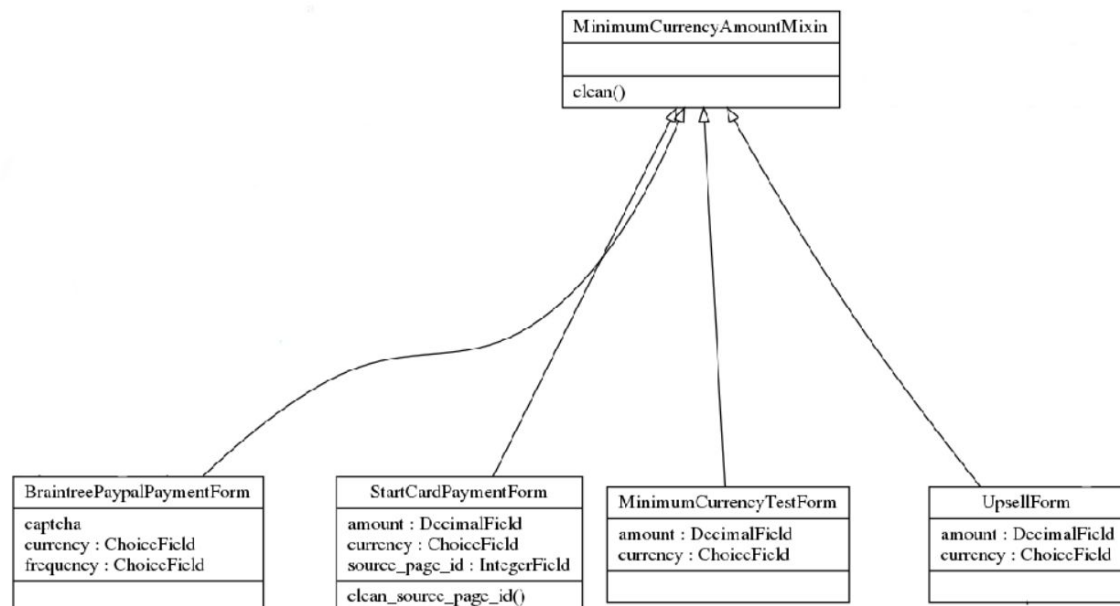 MinimumCurrencyAmountMixin
clean()
BraintreePaypalPaymentForm
captcha
currency : ChoiceField
frequency : ChoiceField
StartCardPaymentForm
amount : DecimalField
currency : ChoiceField
source_page_id : IntegerField
clean_source_page_id()
MinimumCurrencyTestForm
amount : DecimalField
currency : ChoiceField
UpsellForm
amount : DecimalField
currency : ChoiceField